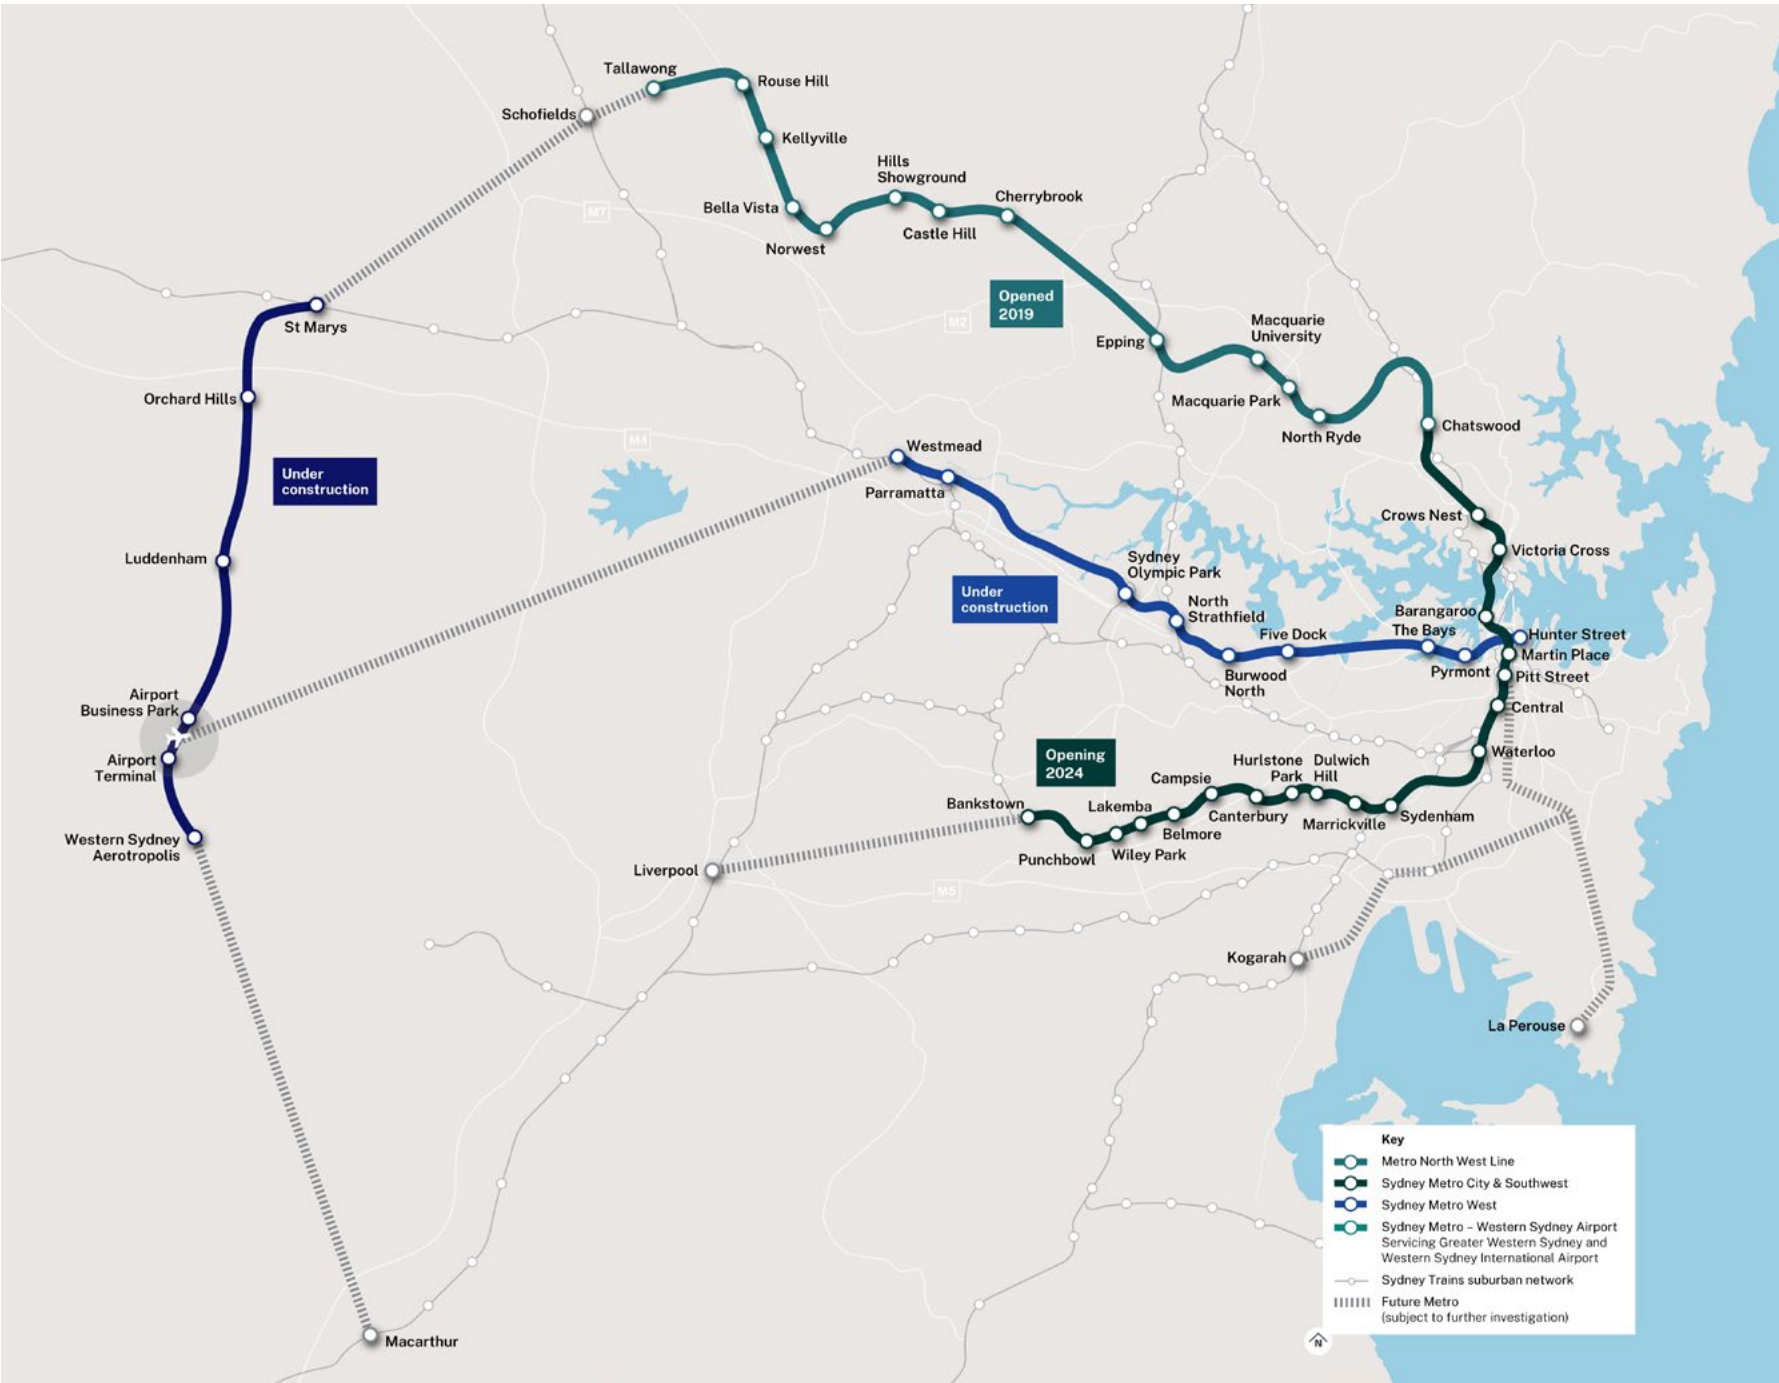 Tallawong
Rouse Hill
Schofields
Kellyville
Hills
Showground
Cherrybrook
Bella Vista
M7
Castle Hill
Norwest
Opened
2019
St Marys
M2
Macquarie
University
Epping
Orchard Hills
Macquarie Park
North Ryde
Chatswood
M4
Westmead
Under
construction
Parramatta
Crows Nest
Luddenham
Victoria Cross
Sydney
Olympic Park
Under
construction
North
Strathfield
Barangaroo
The Bays
Five Dock
Hunter Street
Martin Place
Pyrmont
Pitt Street
Burwood
North
Airport
Business Park
Central
Airport
Terminal
Opening
2024
Waterloo
Hurlstone
Park
Dulwich
Hill
Campsie
Bankstown
Lakemba
Canterbury
Sydenham
Marrickville
Belmore
Western Sydney
Aerotropolis
Punchbowl
Wiley Park
Liverpool
M5
Kogarah
La Perouse
Key
Metro North West Line
Sydney Metro City & Southwest
Sydney Metro West
Sydney Metro – Western Sydney Airport
Servicing Greater Western Sydney and
Western Sydney International Airport
Sydney Trains suburban network
Future Metro
(subject to further investigation)
N
Macarthur